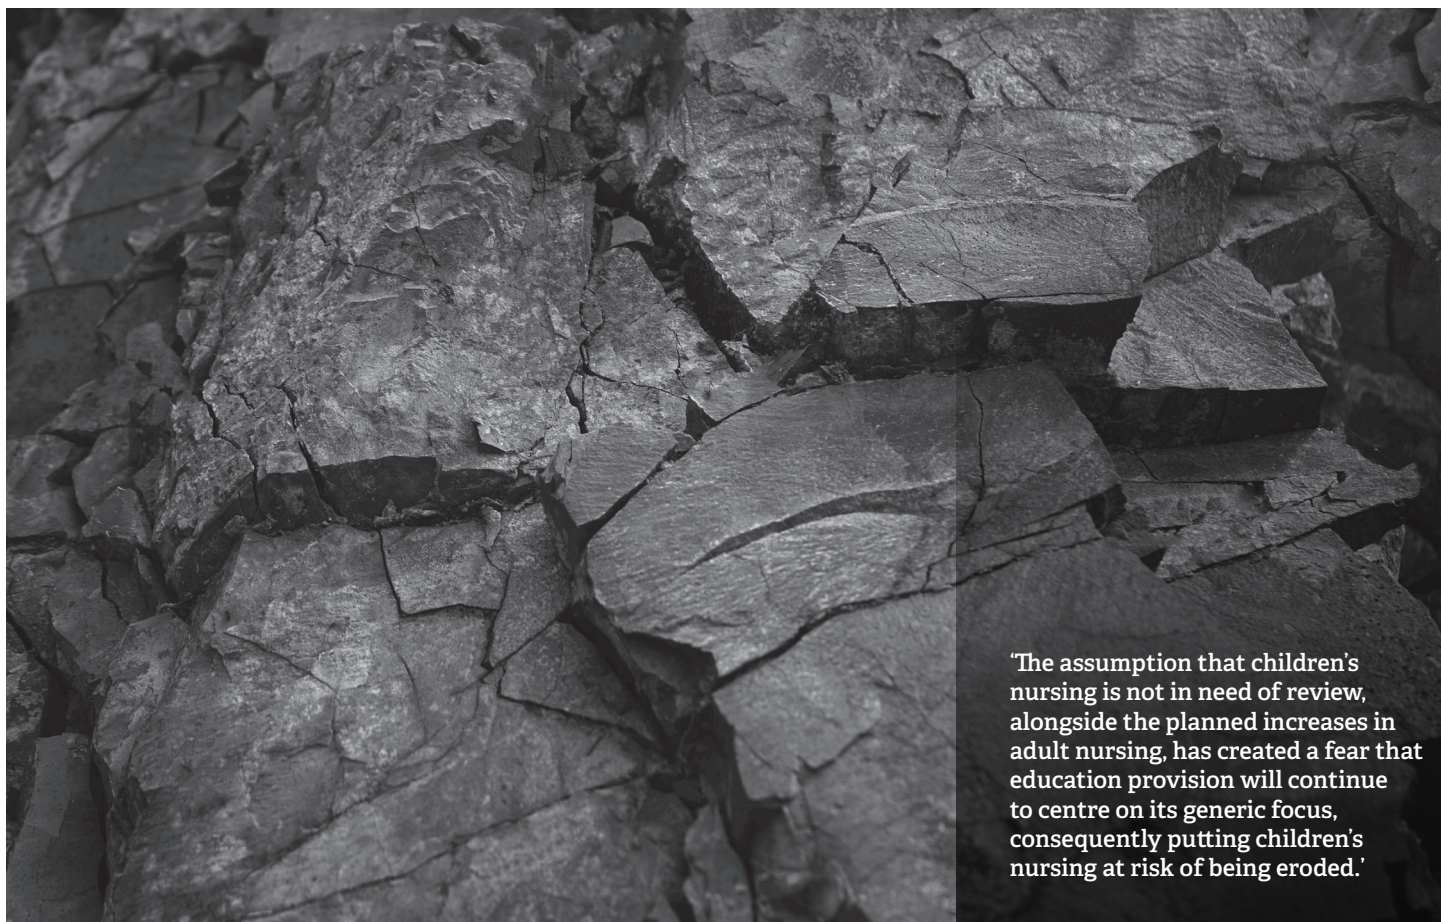 ‘The assumption that children’s
nursing is not in need of review,
alongside the planned increases in
adult nursing, has created a fear that
education provision will continue
to centre on its generic focus,
consequently putting children’s
nursing at risk of being eroded.’